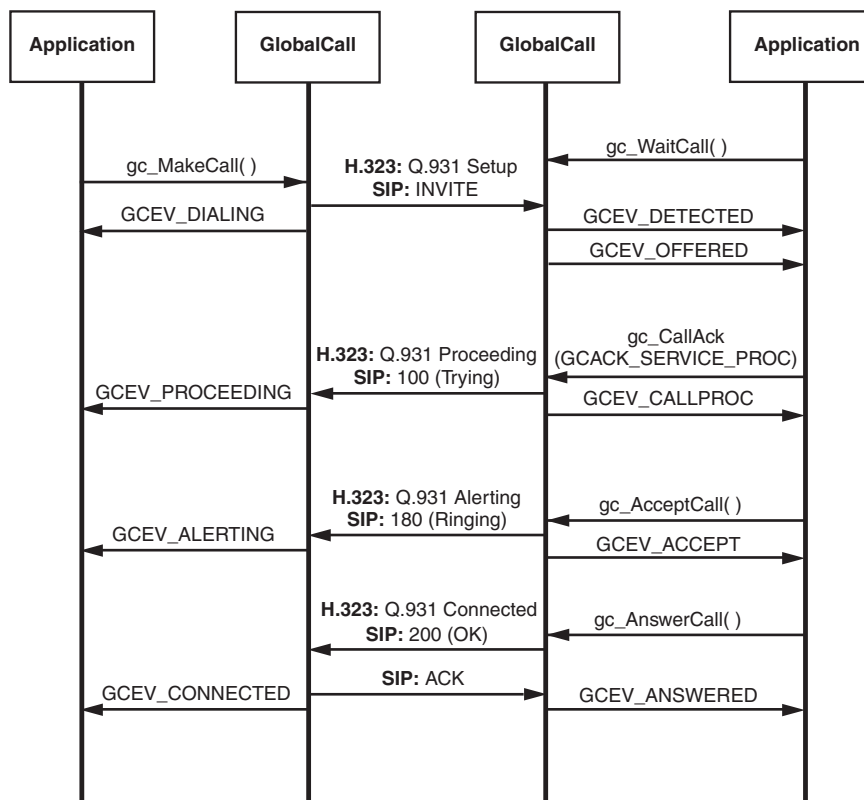 Application
GlobalCall
GlobalCall
Application
gc_WaitCall( )
gc_MakeCall( )
H.323: Q.931 Setup
SIP: INVITE
GCEV_DIALING
GCEV_DETECTED
GCEV_OFFERED
gc_CallAck
(GCACK_SERVICE_PROC)
H.323: Q.931 Proceeding
SIP: 100 (Trying)
GCEV_PROCEEDING
GCEV_CALLPROC
H.323: Q.931 Alerting
SIP: 180 (Ringing)
gc_AcceptCall( )
GCEV_ALERTING
GCEV_ACCEPT
H.323: Q.931 Connected
SIP: 200 (OK)
gc_AnswerCall( )
SIP: ACK
GCEV_CONNECTED
GCEV_ANSWERED